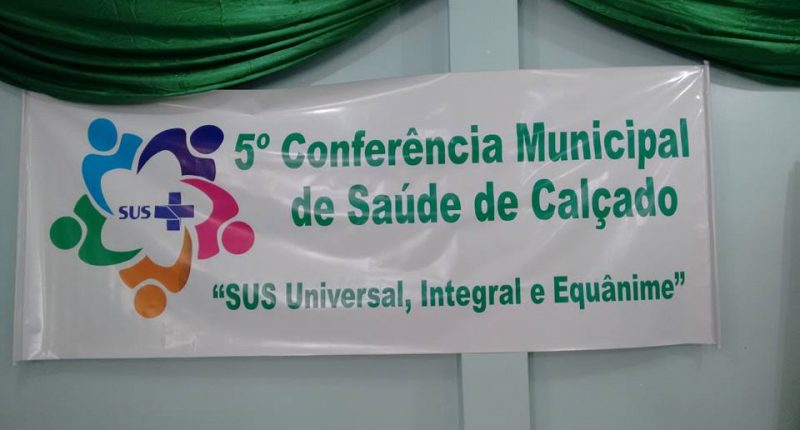 5º Conferência Municipal
de Saúde de Calçado
SUS
“SUS Universal, Integral e Equânime”